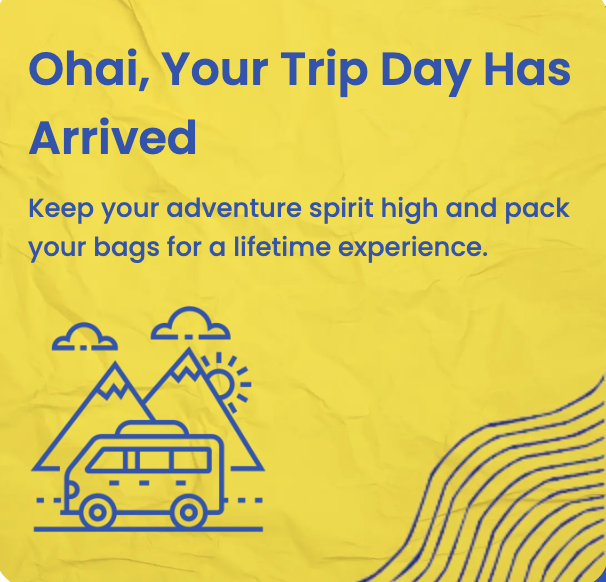 Ohai, Your Trip Day Has
Arrived
Keep your adventure spirit high and pack
your bags for a lifetime experience.